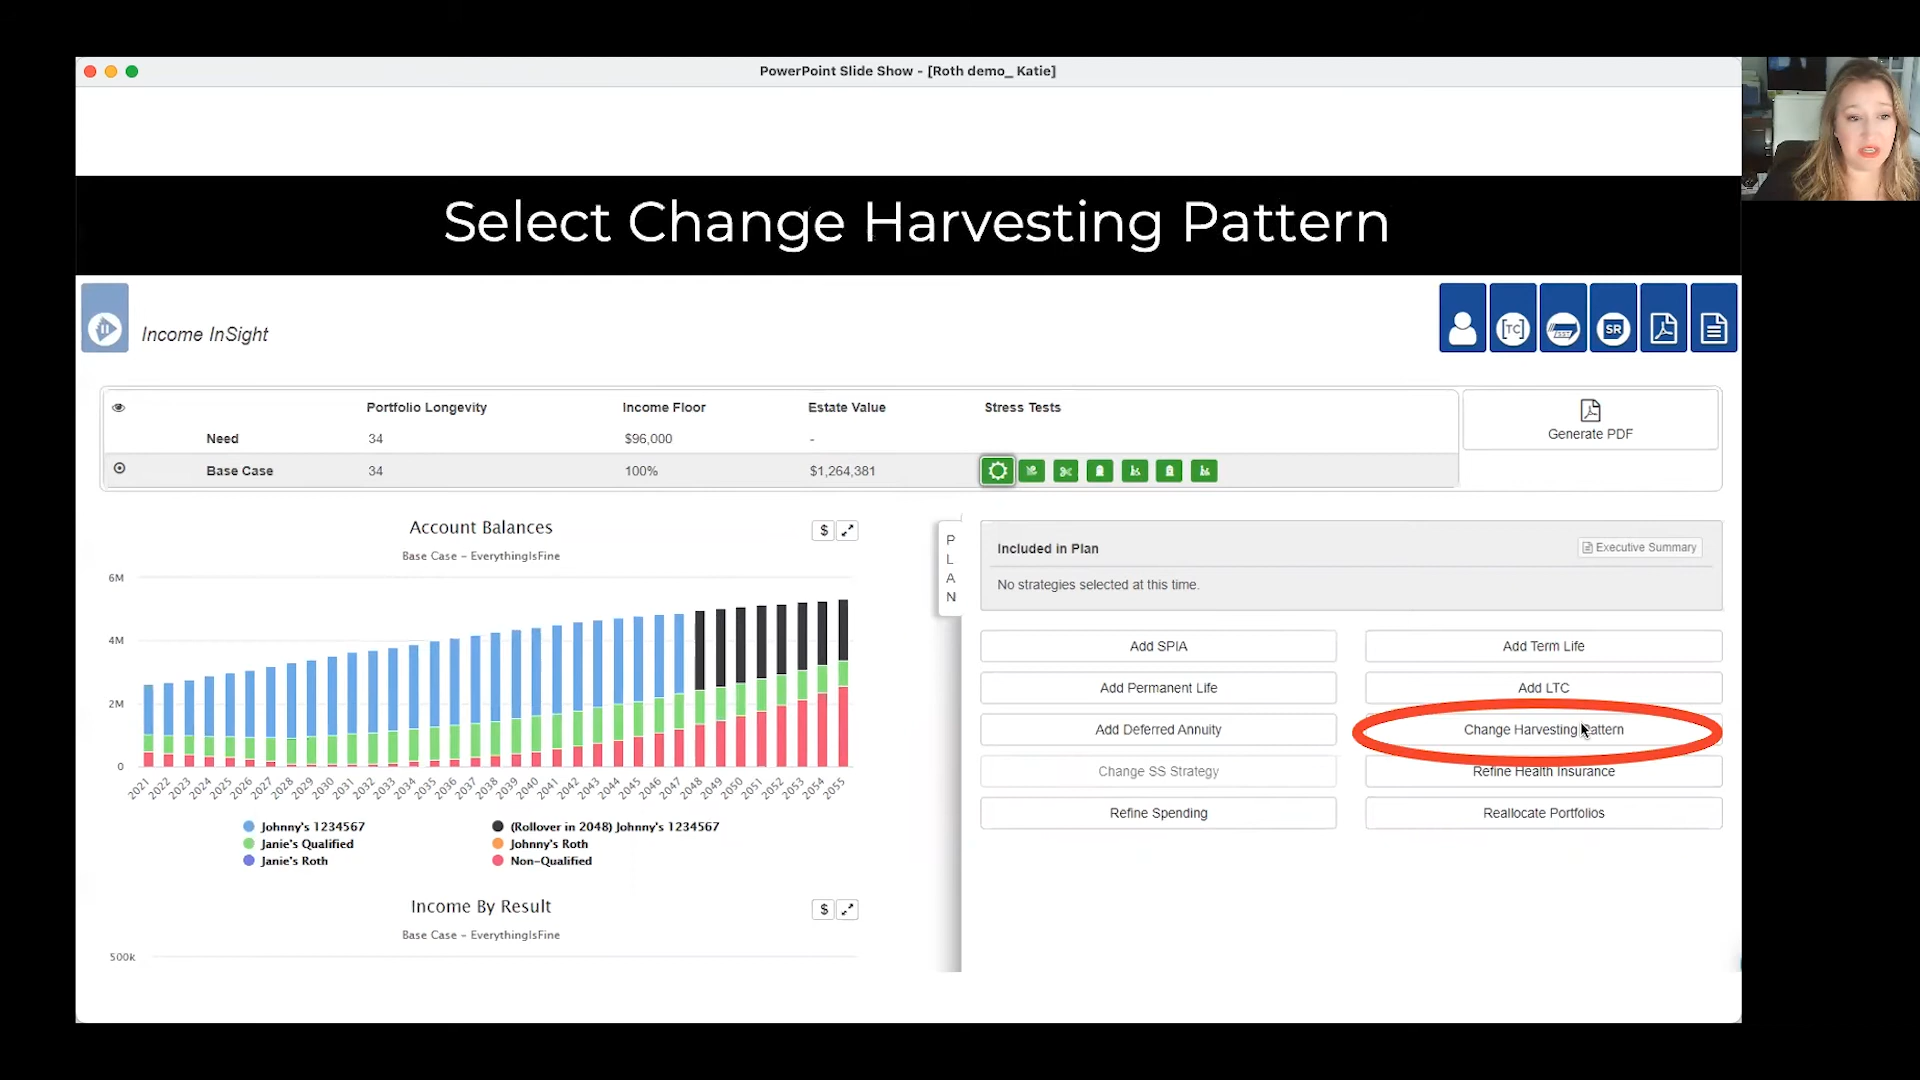 PowerPoint Slide Show - [Roth demo_ Katie]
Select Change Harvesting Pattern
Income InSight
[TC]
SST
SR
Portfolio Longevity Income Floor Estate Value Stress Tests
Need 34 $96,000 -
Base Case 34 100% $1,264,381
Generate PDF
Account Balances
$
Base Case – EverythingIsFine
6M
4M
2M
0
2021 2022 2023 2024 2025 2026 2027 2028 2029 2030 2031 2032 2033 2034 2035 2036 2037 2038 2039 2040 2041 2042 2043 2044 2045 2046 2047 2048 2049 2050 2051 2052 2053 2054 2055
Johnny's 1234567 (Rollover in 2048) Johnny's 1234567
Janie's Qualified Johnny's Roth
Janie's Roth Non-Qualified
Income By Result
$
Base Case – EverythingIsFine
500k
P
L
A
N
Included in Plan Executive Summary
No strategies selected at this time.
Add SPIA Add Term Life
Add Permanent Life Add LTC
Add Deferred Annuity Change Harvesting Pattern
Change SS Strategy Refine Health Insurance
Refine Spending Reallocate Portfolios